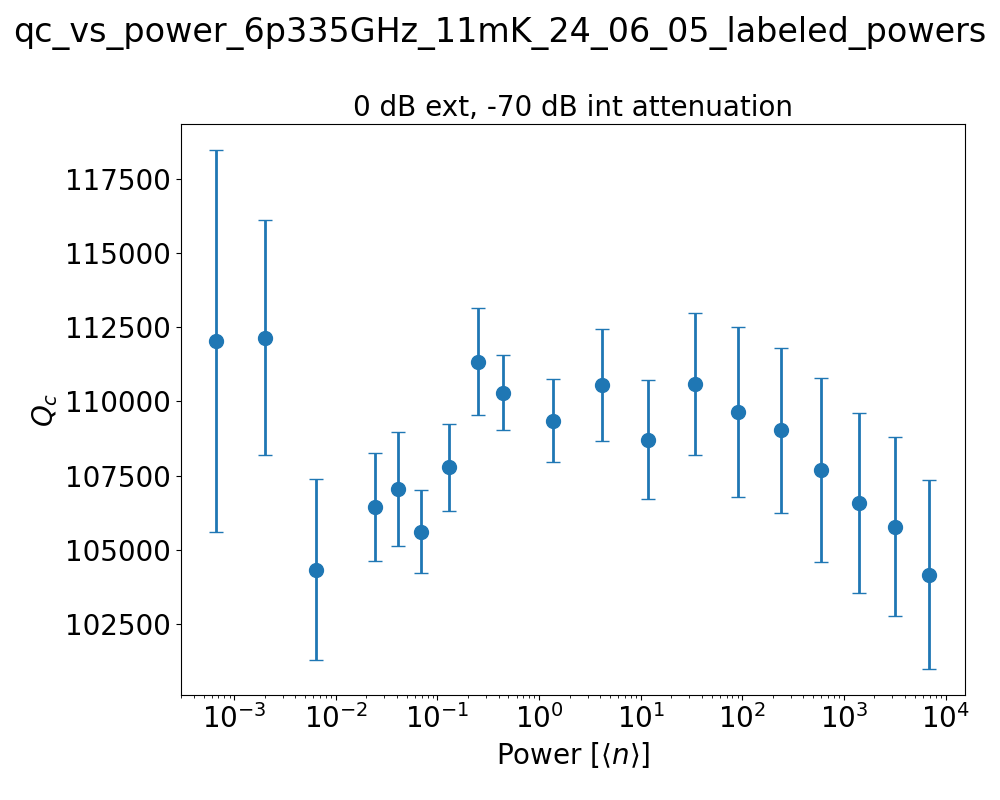 qc_vs_power_6p335GHz_11mK_24_06_05_labeled_powers
0 dB ext, -70 dB int attenuation
117500
115000
112500
110000
107500
105000
102500
Q_c
10^{-3} 10^{-2} 10^{-1} 10^0 10^1 10^2 10^3 10^4
Power [⟨n⟩]